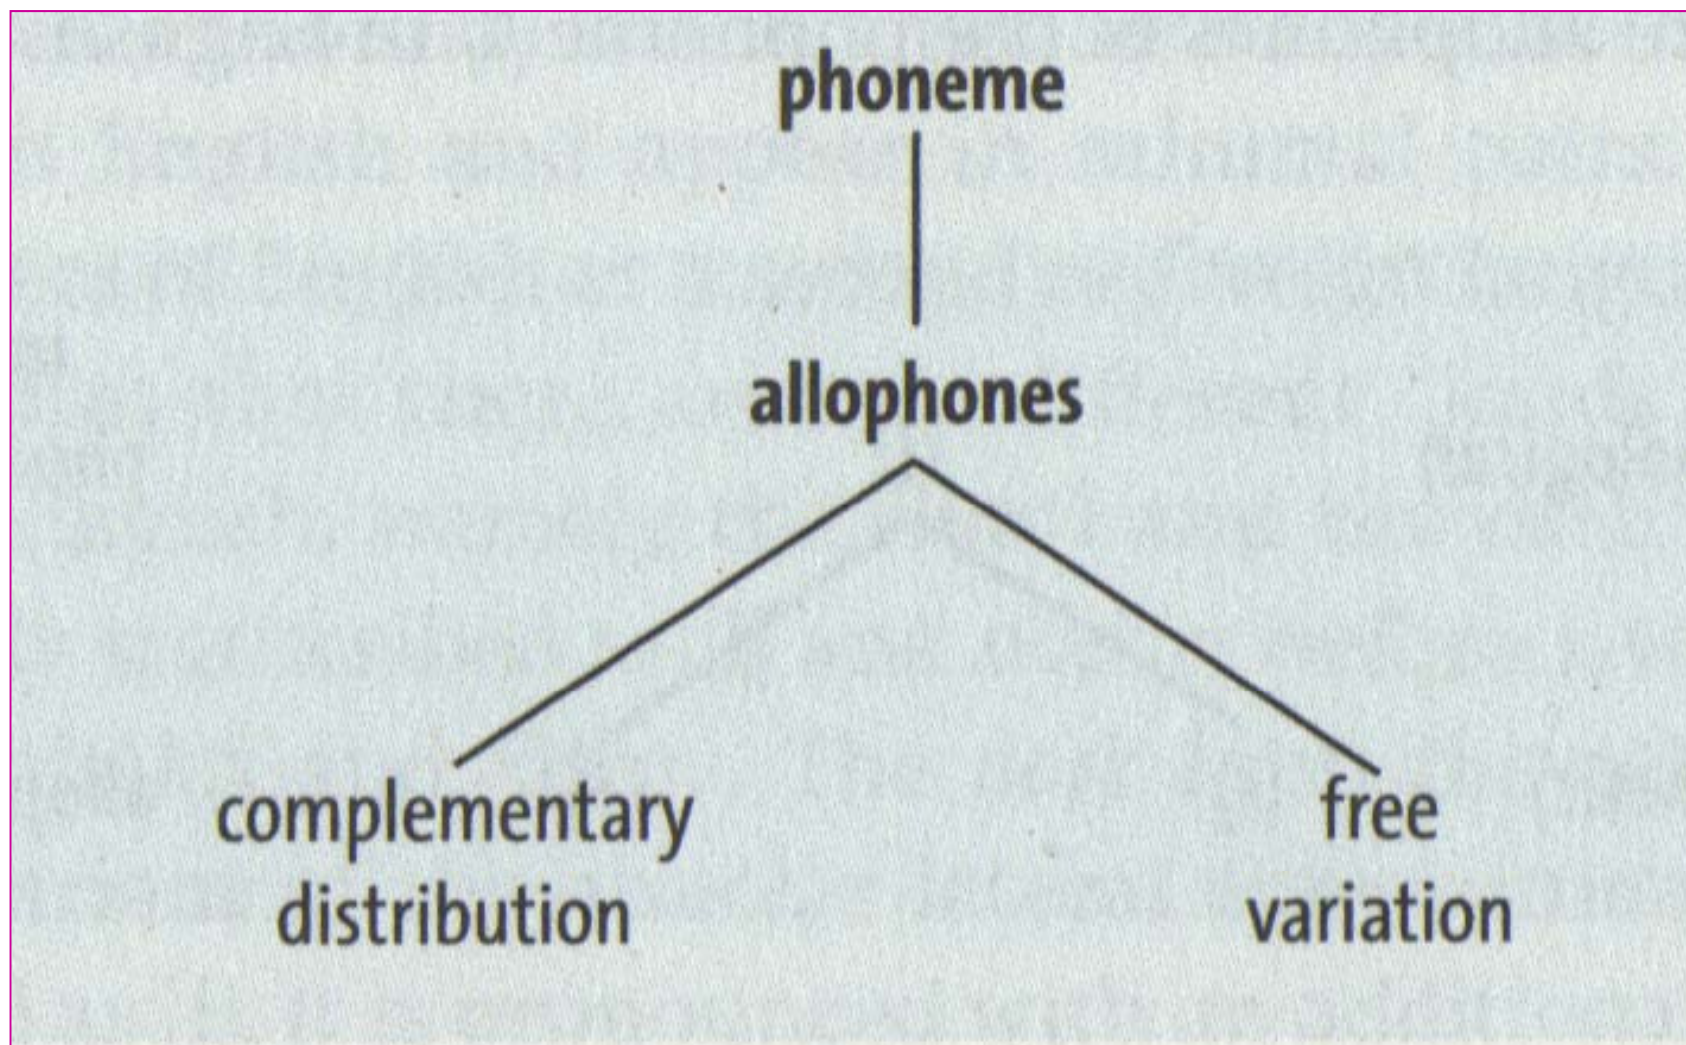 phoneme
allophones
complementary
distribution
free
variation